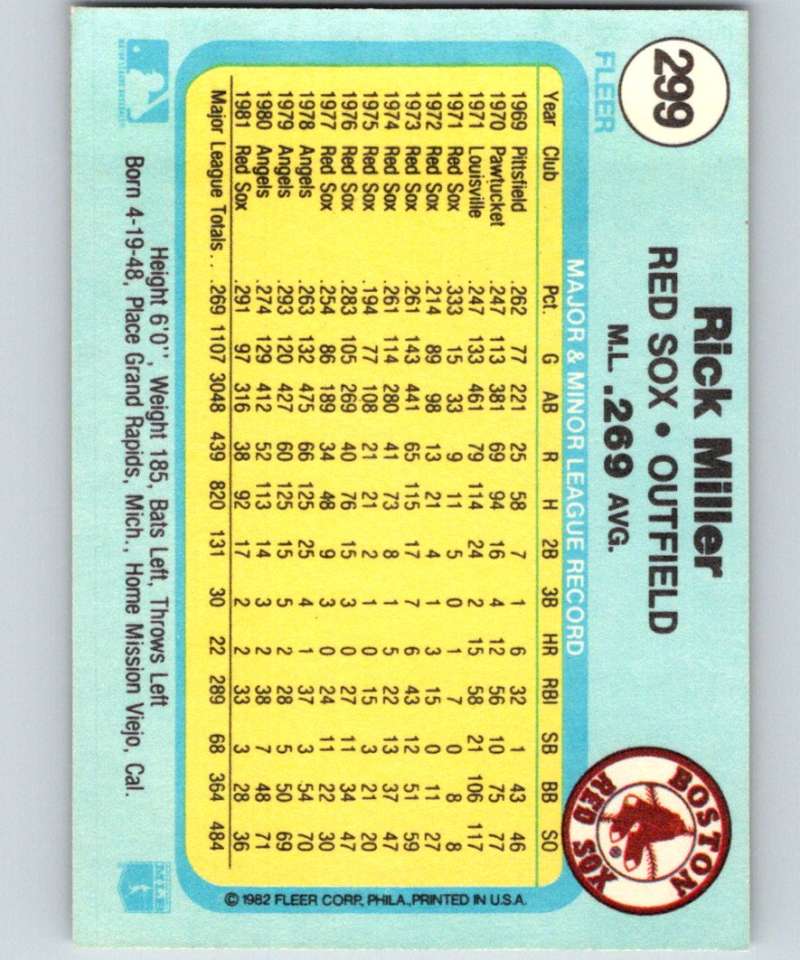 299
FLEER
Rick Miller
RED SOX • OUTFIELD
M.L. .269 AVG.
BOSTON
RED SOX
MAJOR & MINOR LEAGUE RECORD
Year Club Pct. G AB R H 2B 3B HR RBI SB BB SO
1969 Pittsfield .262 77 221 25 58 7 1 6 32 1 43 46
1970 Pawtucket .247 113 381 69 94 16 4 12 56 10 75 77
1971 Louisville .247 133 461 79 114 24 2 15 58 21 106 117
1971 Red Sox .333 15 33 9 11 5 0 1 7 0 8 8
1972 Red Sox .214 89 98 13 21 4 1 3 15 0 11 27
1973 Red Sox .261 143 441 65 115 17 7 6 43 12 51 59
1974 Red Sox .261 114 280 41 73 8 1 5 22 13 37 47
1975 Red Sox .194 77 108 21 21 2 1 0 15 3 21 20
1976 Red Sox .283 105 269 40 76 15 3 0 27 11 34 47
1977 Red Sox .254 86 189 34 48 9 3 0 24 11 22 30
1978 Angels .263 132 475 66 125 25 4 1 37 3 54 70
1979 Angels .293 120 427 60 125 15 5 2 28 5 50 69
1980 Angels .274 129 412 52 113 14 3 2 38 7 48 71
1981 Red Sox .291 97 316 38 92 17 2 2 33 3 28 36
Major League Totals . . .269 1107 3048 439 820 131 30 22 289 68 364 484
© 1982 FLEER CORP., PHILA., PRINTED IN U.S.A.
Height 6'0'', Weight 185, Bats Left, Throws Left
Born 4-19-48, Place Grand Rapids, Mich., Home Mission Viejo, Cal.